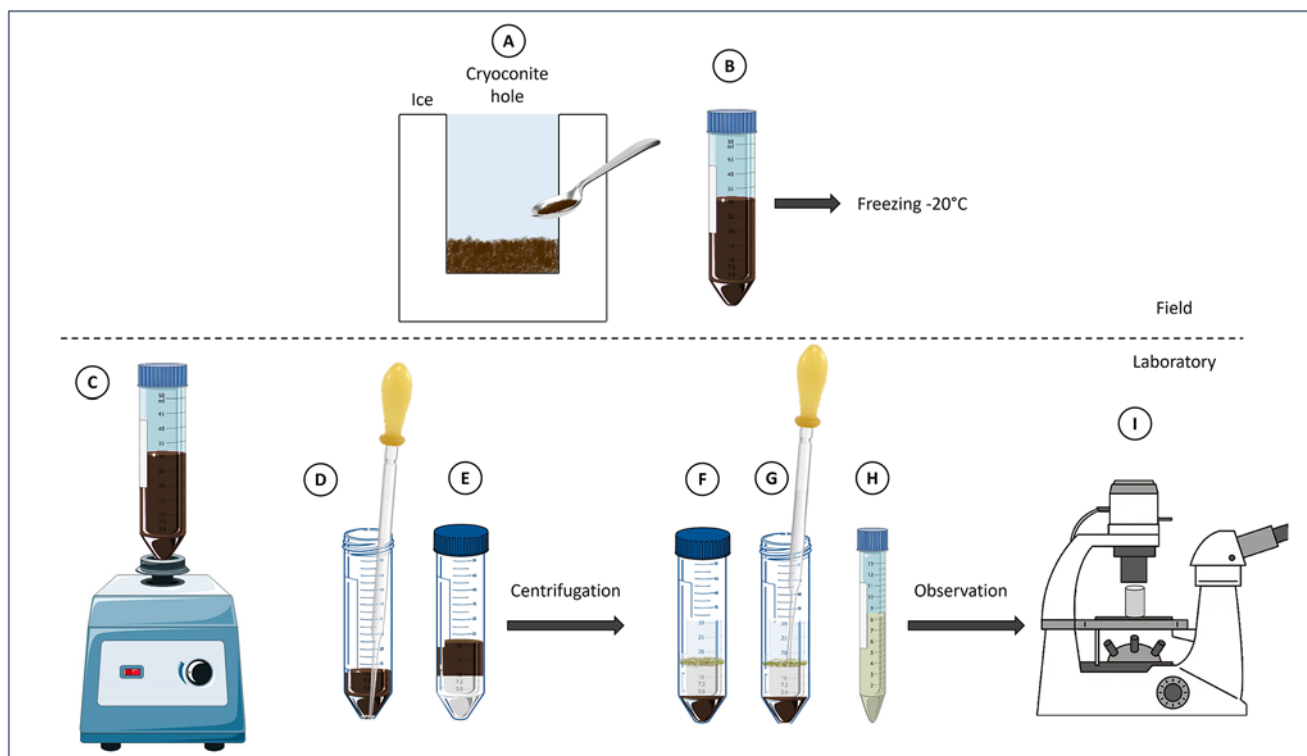 A
Cryoconite
hole
Ice
B
Freezing -20°C
Field
Laboratory
C
D
E
Centrifugation
F
G
H
Observation
I